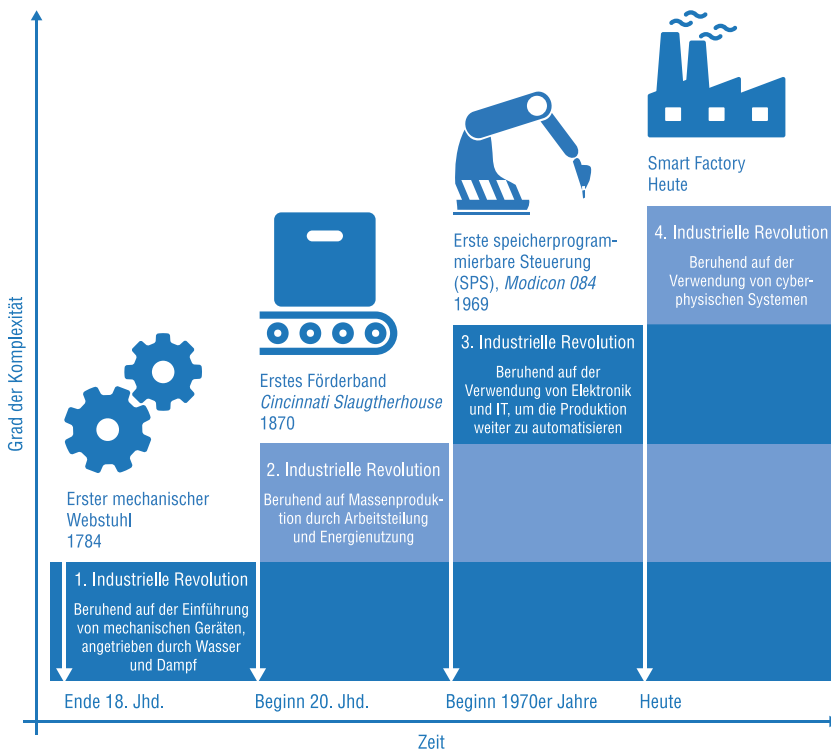 Grad der Komplexität
Smart Factory
Heute
4. Industrielle Revolution
Beruhend auf der
Verwendung von cyber-
physischen Systemen
Erste speicherprogram-
mierbare Steuerung
(SPS), Modicon 084
1969
3. Industrielle Revolution
Beruhend auf der
Verwendung von Elektronik
und IT, um die Produktion
weiter zu automatisieren
Erstes Förderband
Cincinnati Slaugtherhouse
1870
2. Industrielle Revolution
Beruhend auf Massenproduk-
tion durch Arbeitsteilung
und Energienutzung
Erster mechanischer
Webstuhl
1784
1. Industrielle Revolution
Beruhend auf der Einführung
von mechanischen Geräten,
angetrieben durch Wasser
und Dampf
Ende 18. Jhd.
Beginn 20. Jhd.
Beginn 1970er Jahre
Heute
Zeit